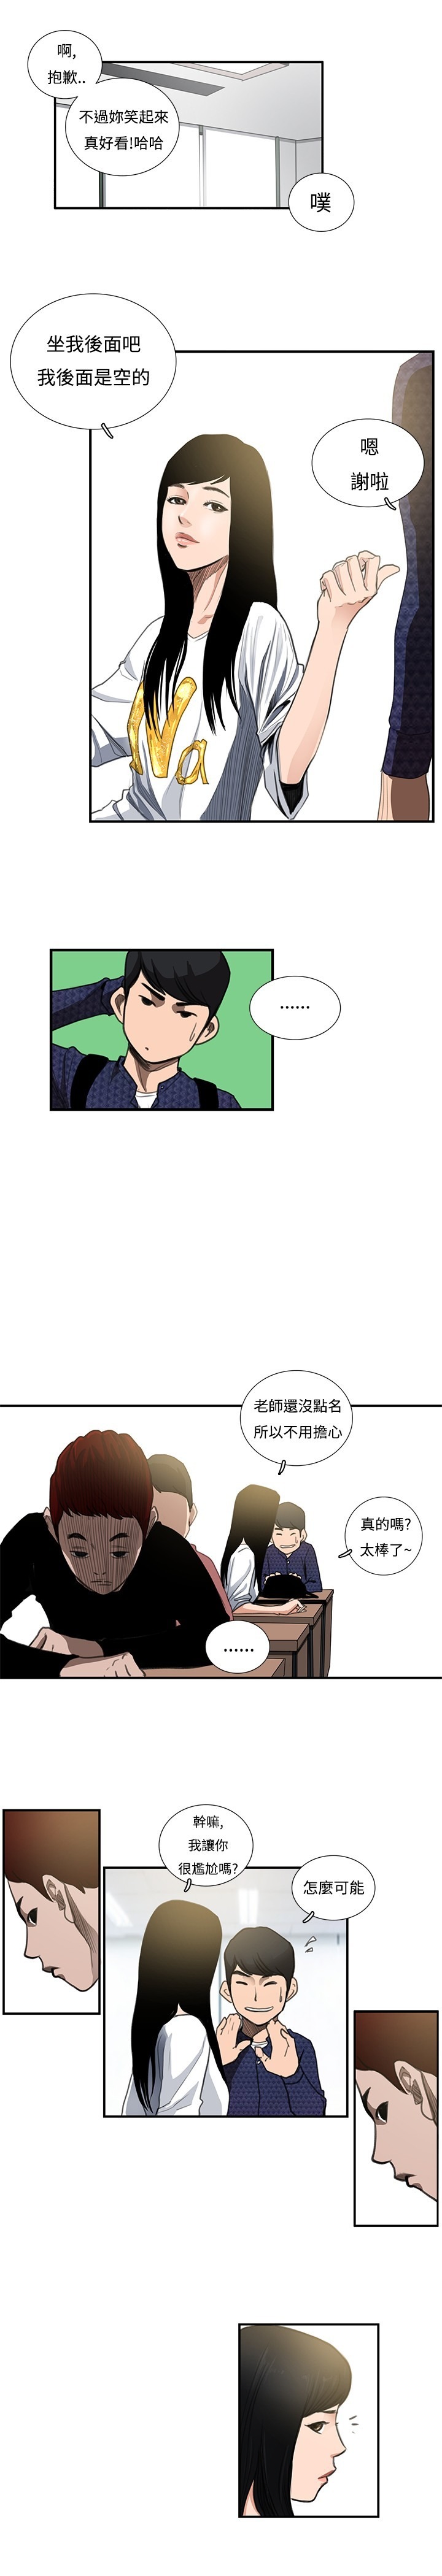 啊,
抱歉..
不過妳笑起來
真好看!哈哈
噗
坐我後面吧
我後面是空的
嗯
謝啦
Na
......
老師還沒點名
所以不用擔心
真的嗎?
太棒了~
......
幹嘛,
我讓你
很尷尬嗎?
怎麼可能